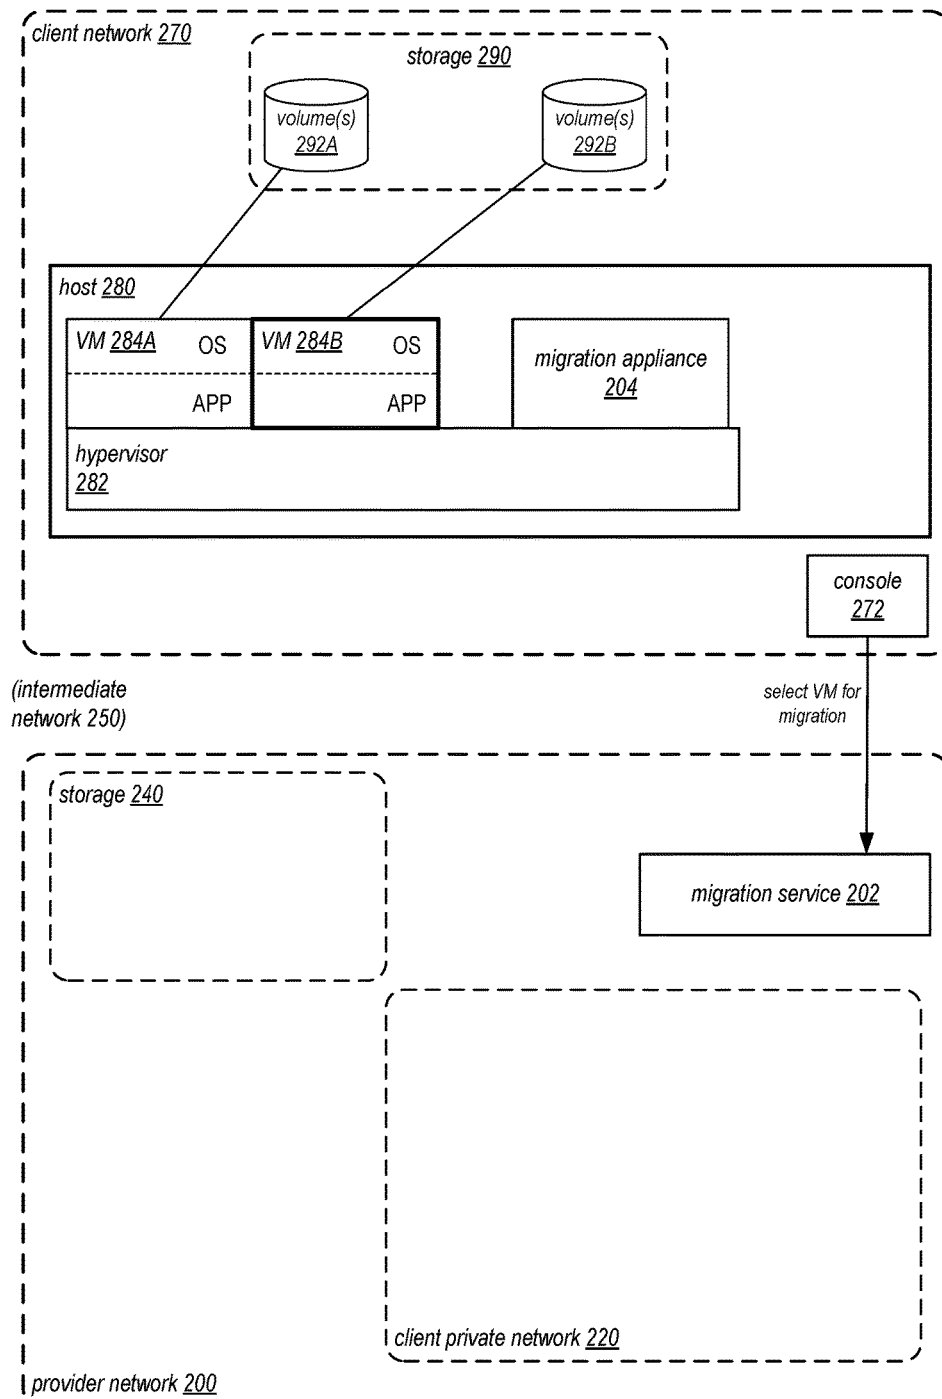 client network 270
storage 290
volume(s)
292A
volume(s)
292B
host 280
VM 284A
OS
APP
VM 284B
OS
APP
migration appliance
204
hypervisor
282
console
272
(intermediate
network 250)
select VM for
migration
storage 240
migration service 202
client private network 220
provider network 200